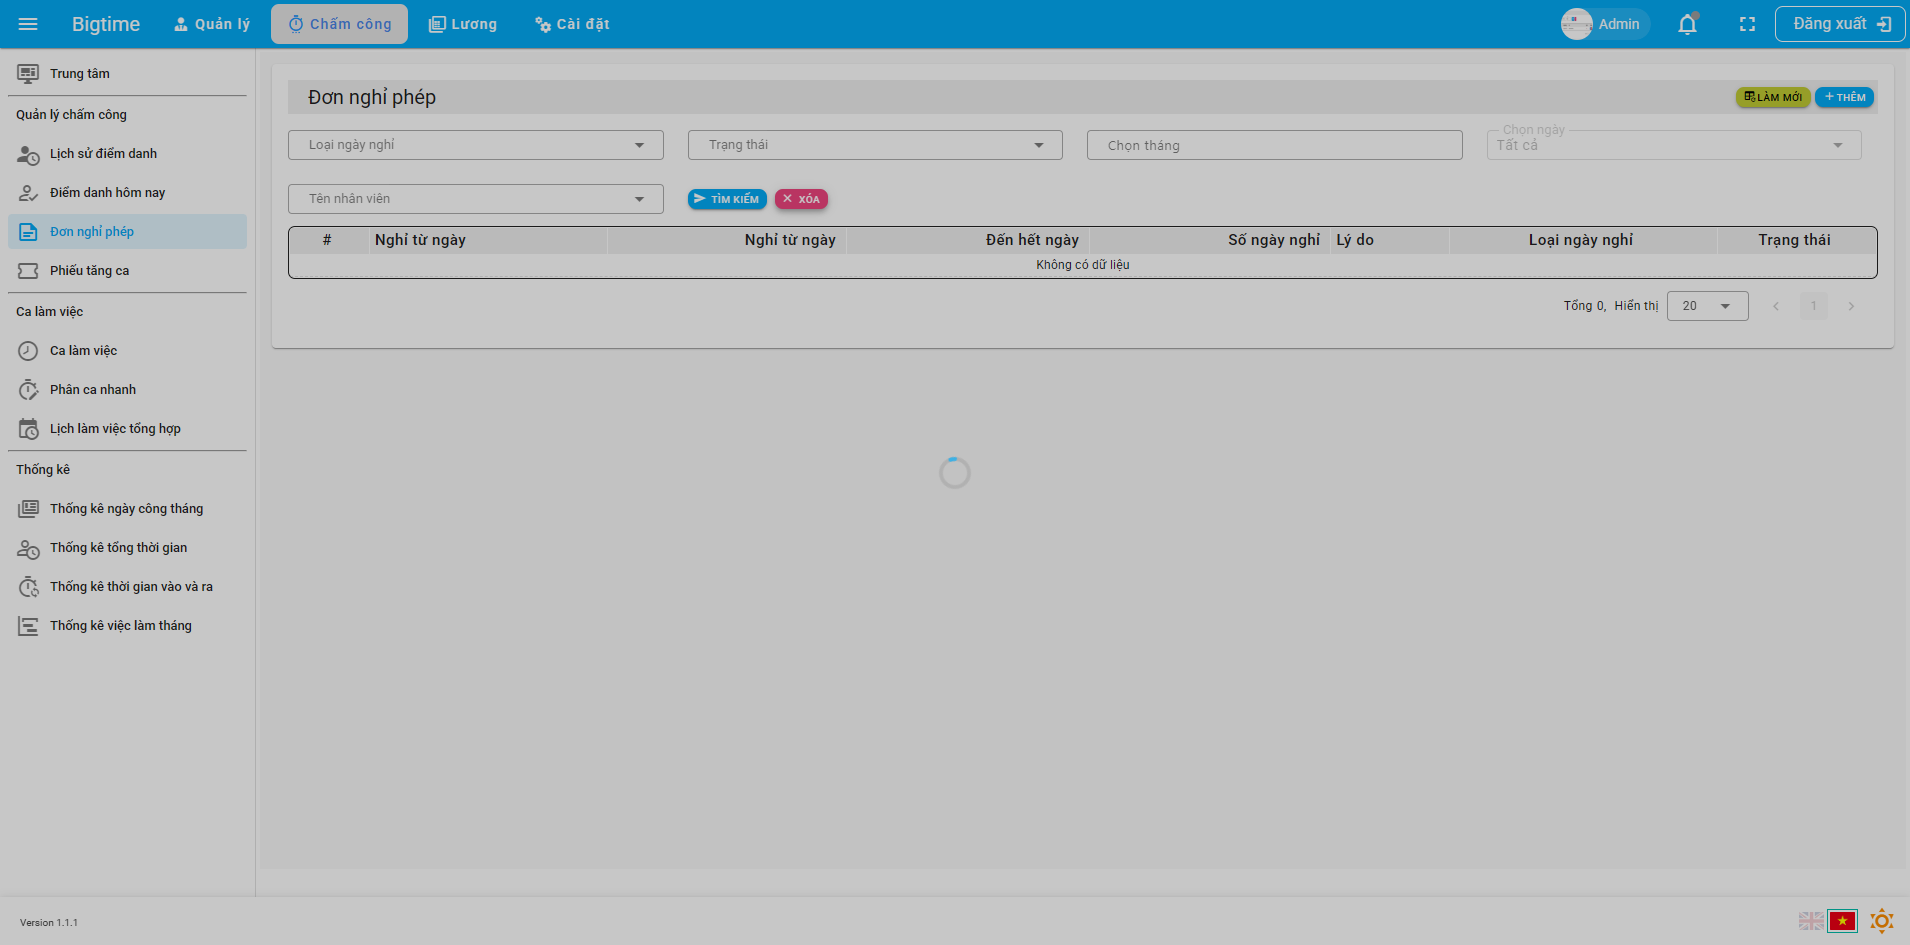 Bigtime Quản lý Chấm công Lương Cài đặt Admin Đăng xuất
Trung tâm
Quản lý chấm công
Lịch sử điểm danh
Điểm danh hôm nay
Đơn nghỉ phép
Phiếu tăng ca
Ca làm việc
Ca làm việc
Phân ca nhanh
Lịch làm việc tổng hợp
Thống kê
Thống kê ngày công tháng
Thống kê tổng thời gian
Thống kê thời gian vào và ra
Thống kê việc làm tháng
Đơn nghỉ phép LÀM MỚI THÊM
Chọn ngày
Loại ngày nghỉ Trạng thái Chọn tháng Tất cả
Tên nhân viên TÌM KIẾM XÓA
# Nghỉ từ ngày Nghỉ từ ngày Đến hết ngày Số ngày nghỉ Lý do Loại ngày nghỉ Trạng thái
Không có dữ liệu
Tổng 0, Hiển thị 20 1
Version 1.1.1